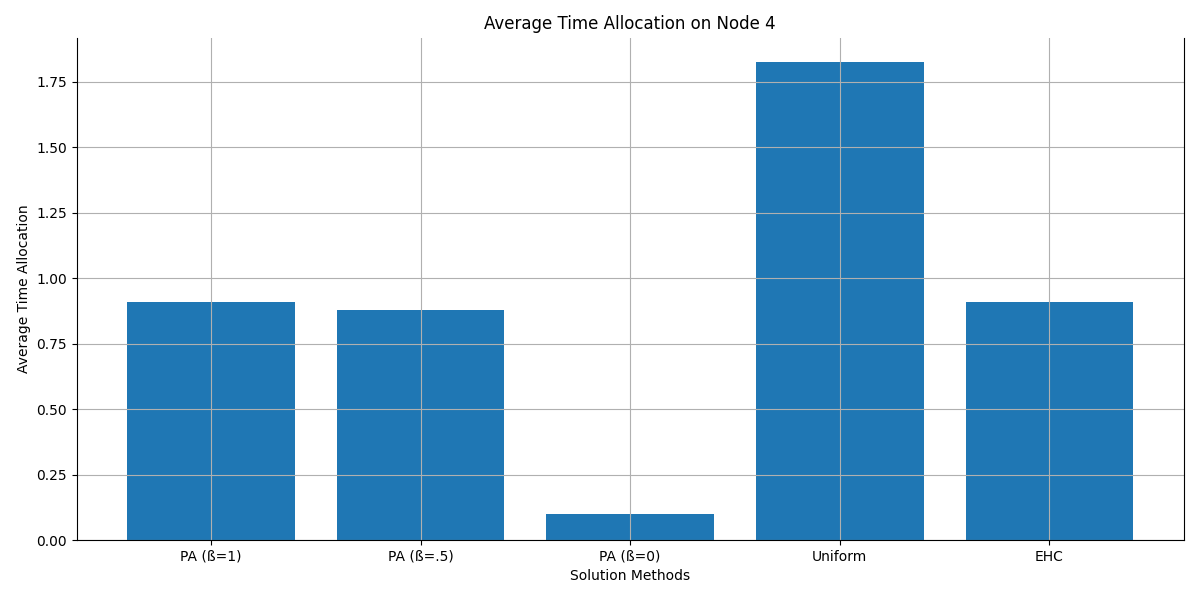 Average Time Allocation on Node 4
Average Time Allocation
1.75
1.50
1.25
1.00
0.75
0.50
0.25
0.00
PA (ß=1) PA (ß=.5) PA (ß=0) Uniform EHC
Solution Methods